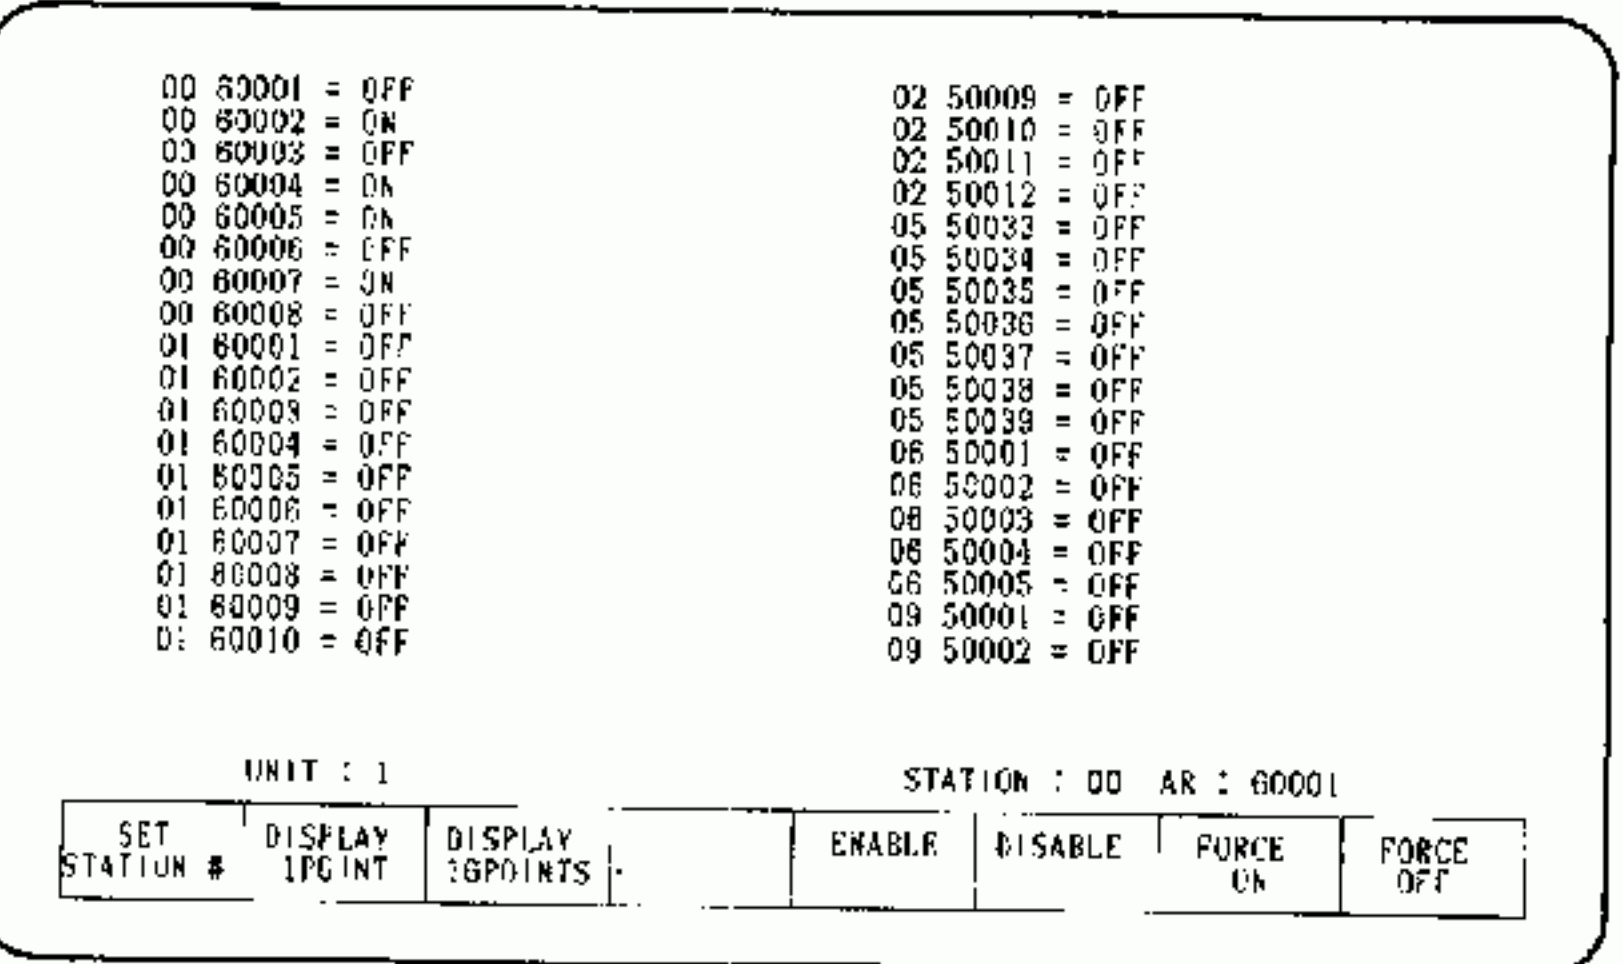 00 60001 = OFF
00 60002 = ON
00 60003 = OFF
00 60004 = ON
00 60005 = ON
00 60006 = OFF
00 60007 = ON
00 60008 = OFF
01 60001 = OFF
01 60002 = OFF
01 60003 = OFF
01 60004 = OFF
01 60005 = OFF
01 60006 = OFF
01 60007 = OFF
01 60008 = OFF
01 60009 = OFF
01 60010 = OFF
02 50009 = OFF
02 50010 = OFF
02 50011 = OFF
02 50012 = OFF
05 50033 = OFF
05 50034 = OFF
05 50035 = OFF
05 50036 = OFF
05 50037 = OFF
05 50038 = OFF
05 50039 = OFF
06 50001 = OFF
06 50002 = OFF
06 50003 = OFF
06 50004 = OFF
06 50005 = OFF
09 50001 = OFF
09 50002 = OFF
UNIT : 1
STATION : 00 AR : 60001
SET
STATION #
DISPLAY
1POINT
DISPLAY
16POINTS
ENABLE
DISABLE
FORCE
ON
FORCE
OFF